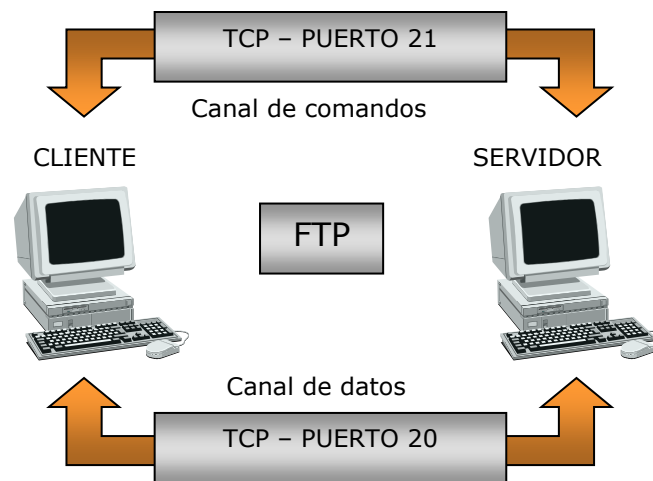 TCP – PUERTO 21
Canal de comandos
CLIENTE
SERVIDOR
FTP
Canal de datos
TCP – PUERTO 20